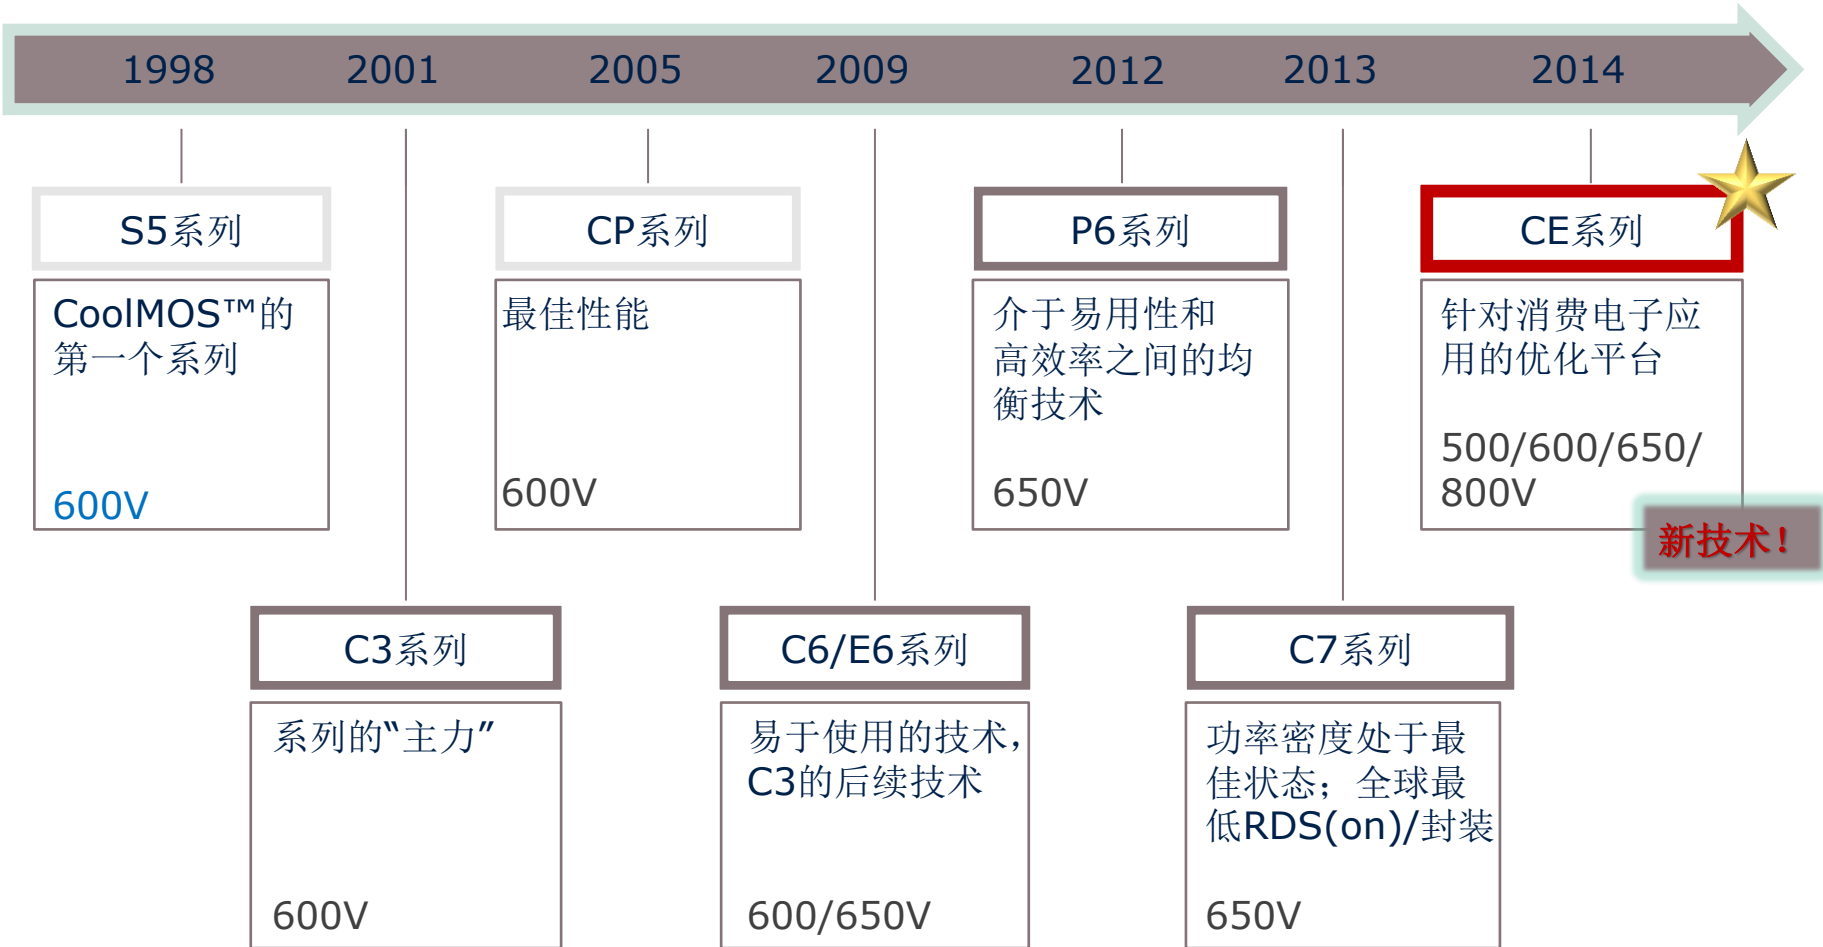 1998 2001 2005 2009 2012 2013 2014
S5系列
CoolMOS™的
第一个系列
600V
CP系列
最佳性能
600V
P6系列
介于易用性和
高效率之间的均
衡技术
650V
CE系列
针对消费电子应
用的优化平台
500/600/650/
800V
新技术！
C3系列
系列的“主力”
600V
C6/E6系列
易于使用的技术，
C3的后续技术
600/650V
C7系列
功率密度处于最
佳状态；全球最
低RDS(on)/封装
650V